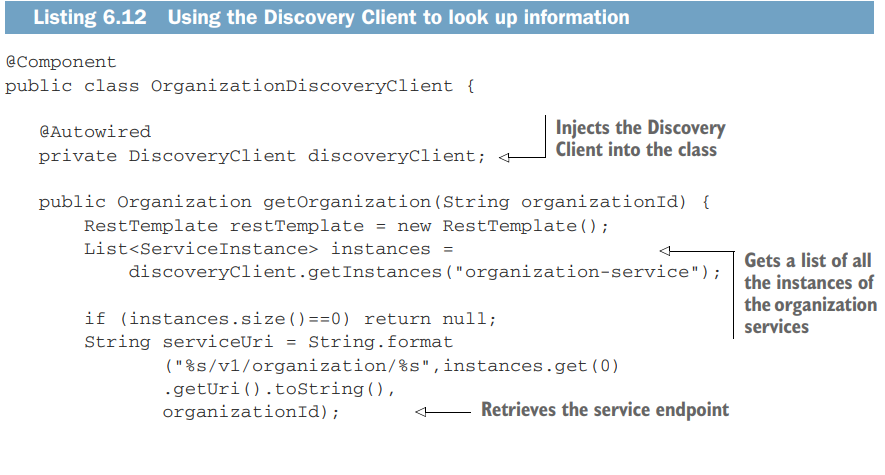 Listing 6.12 Using the Discovery Client to look up information
@Component
public class OrganizationDiscoveryClient {
@Autowired
private DiscoveryClient discoveryClient;
Injects the Discovery
Client into the class
public Organization getOrganization(String organizationId) {
RestTemplate restTemplate = new RestTemplate();
List<ServiceInstance> instances =
discoveryClient.getInstances("organization-service");
Gets a list of all
the instances of
the organization
services
if (instances.size()==0) return null;
String serviceUri = String.format
("%s/v1/organization/%s",instances.get(0)
.getUri().toString(),
organizationId);
Retrieves the service endpoint